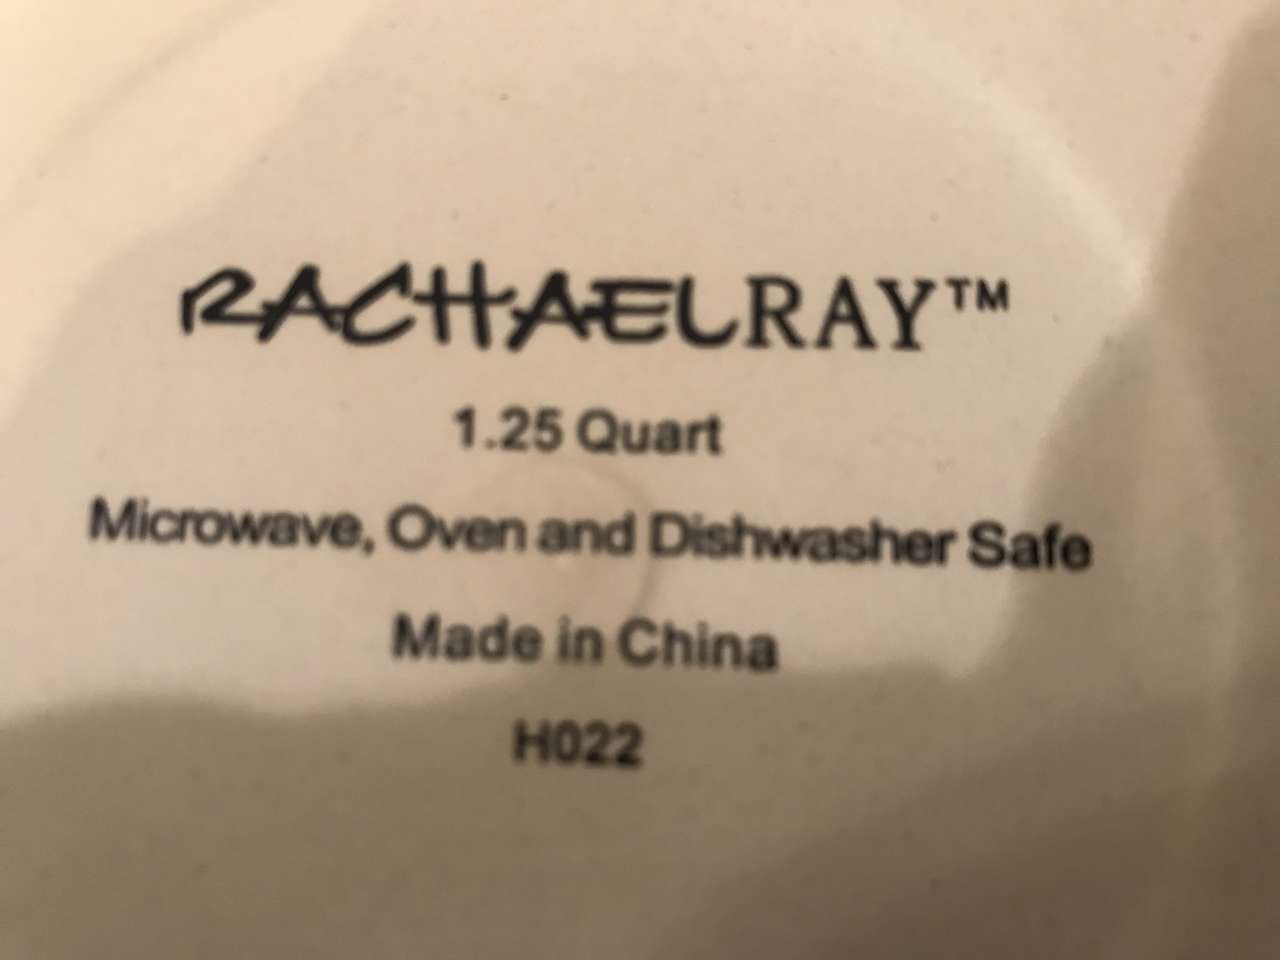 RACHAELRAY™
1.25 Quart
Microwave, Oven and Dishwasher Safe
Made in China
H022